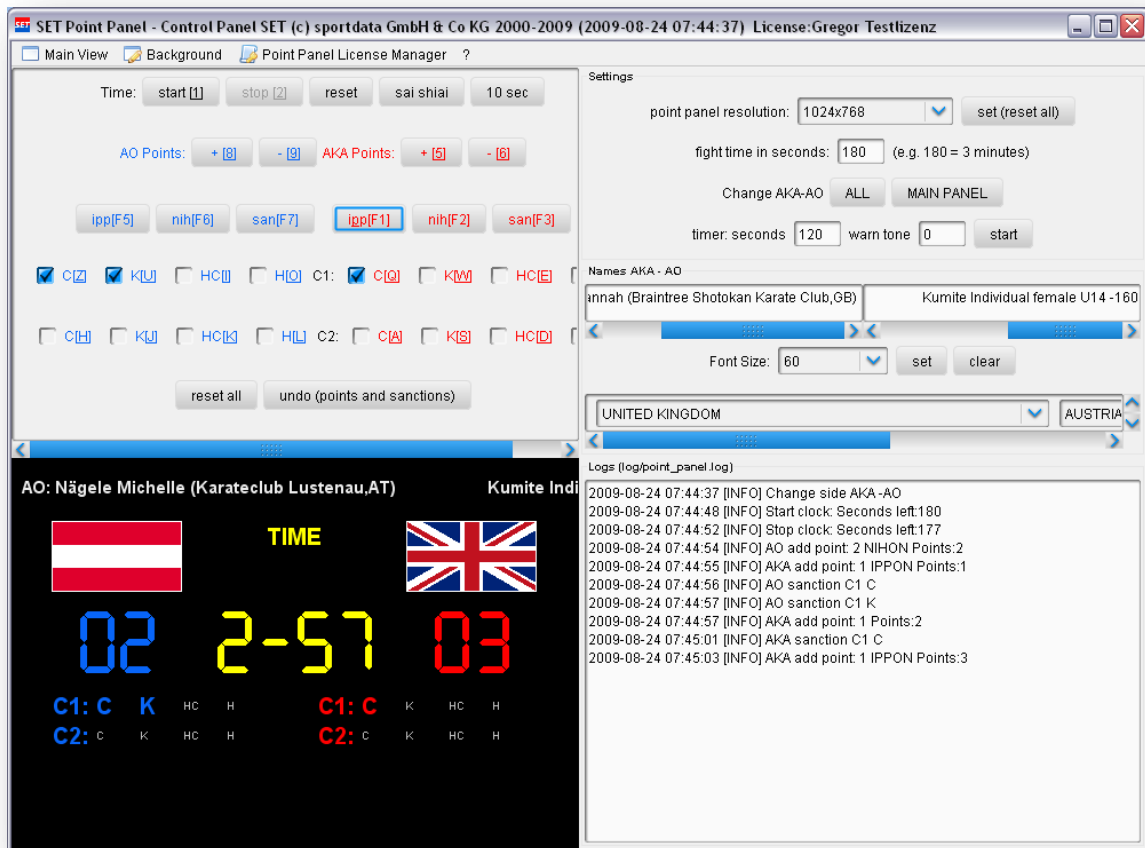 SET SET Point Panel - Control Panel SET (c) sportdata GmbH & Co KG 2000-2009 (2009-08-24 07:44:37) License:Gregor Testlizenz
Main View Background Point Panel License Manager ?
Time: start [1] stop [2] reset sai shiai 10 sec
AO Points: + [8] - [9] AKA Points: + [5] - [6]
ipp[F5] nih[F6] san[F7] ipp[F1] nih[F2] san[F3]
C[Z] K[U] HC[I] H[O] C1: C[Q] K[W] HC[E]
C[H] K[J] HC[K] H[L] C2: C[A] K[S] HC[D]
reset all undo (points and sanctions)
Settings
point panel resolution: 1024x768 set (reset all)
fight time in seconds: 180 (e.g. 180 = 3 minutes)
Change AKA-AO ALL MAIN PANEL
timer: seconds 120 warn tone 0 start
Names AKA - AO
annah (Braintree Shotokan Karate Club,GB) Kumite Individual female U14 -160
Font Size: 60 set clear
UNITED KINGDOM AUSTRIA
AO: Nägele Michelle (Karateclub Lustenau,AT) Kumite Indi
TIME
02 2-57 03
C1: C K HC H C1: C K HC H
C2: C K HC H C2: C K HC H
Logs (log/point_panel.log)
2009-08-24 07:44:37 [INFO] Change side AKA-AO
2009-08-24 07:44:48 [INFO] Start clock: Seconds left:180
2009-08-24 07:44:52 [INFO] Stop clock: Seconds left:177
2009-08-24 07:44:54 [INFO] AO add point: 2 NIHON Points:2
2009-08-24 07:44:55 [INFO] AKA add point: 1 IPPON Points:1
2009-08-24 07:44:56 [INFO] AO sanction C1 C
2009-08-24 07:44:57 [INFO] AO sanction C1 K
2009-08-24 07:44:57 [INFO] AKA add point: 1 Points:2
2009-08-24 07:45:01 [INFO] AKA sanction C1 C
2009-08-24 07:45:03 [INFO] AKA add point: 1 IPPON Points:3